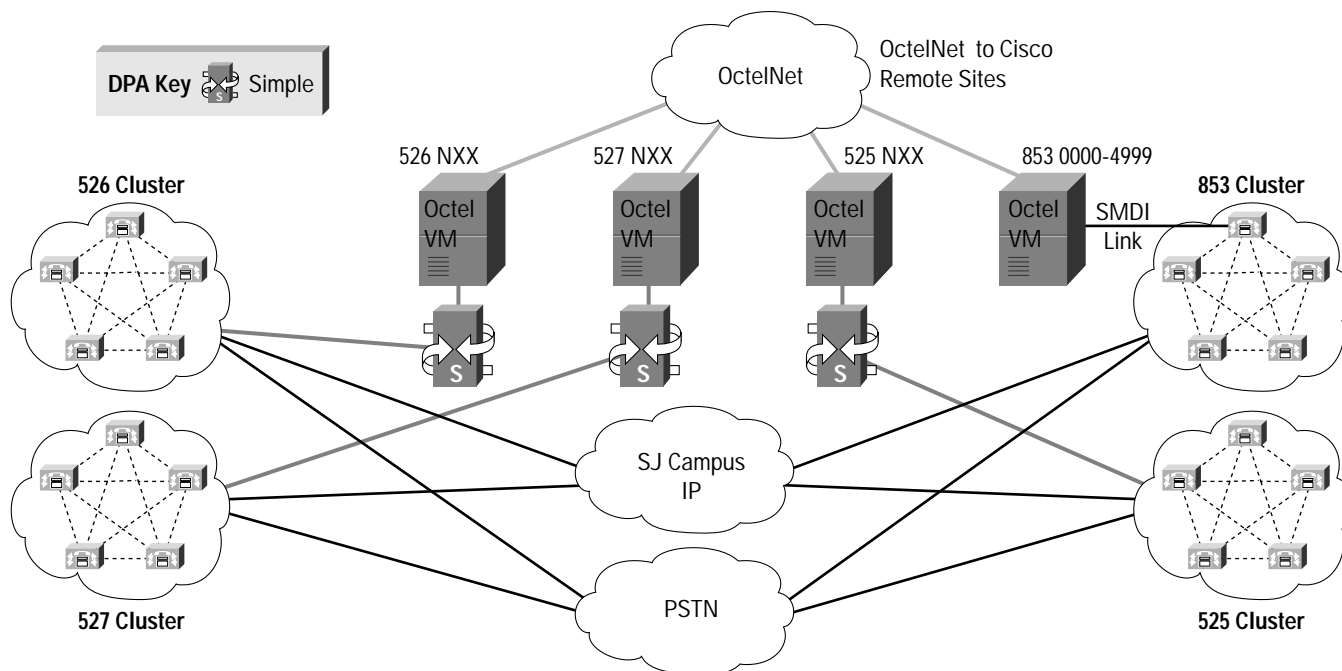 DPA Key
S
Simple
OctelNet
OctelNet to Cisco
Remote Sites
526 NXX
527 NXX
525 NXX
853 0000-4999
526 Cluster
853 Cluster
Octel
VM
Octel
VM
Octel
VM
Octel
VM
SMDI
Link
S
S
S
SJ Campus
IP
PSTN
527 Cluster
525 Cluster